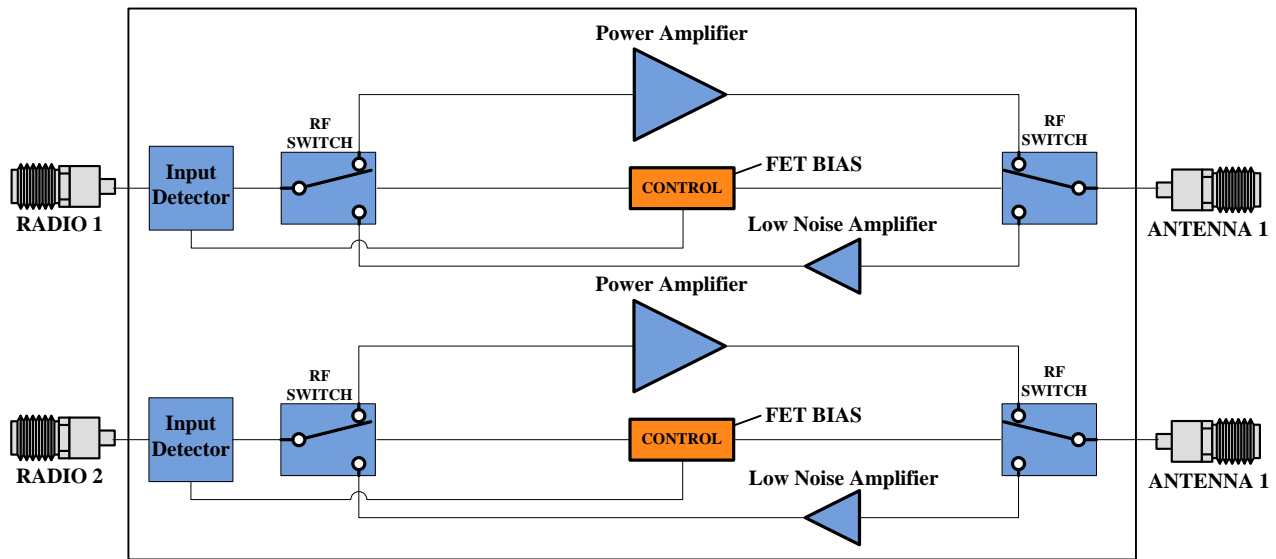 Power Amplifier
RF
SWITCH
RF
SWITCH
Input
Detector
FET BIAS
CONTROL
RADIO 1
Low Noise Amplifier
ANTENNA 1
Power Amplifier
RF
SWITCH
RF
SWITCH
Input
Detector
FET BIAS
CONTROL
RADIO 2
Low Noise Amplifier
ANTENNA 1